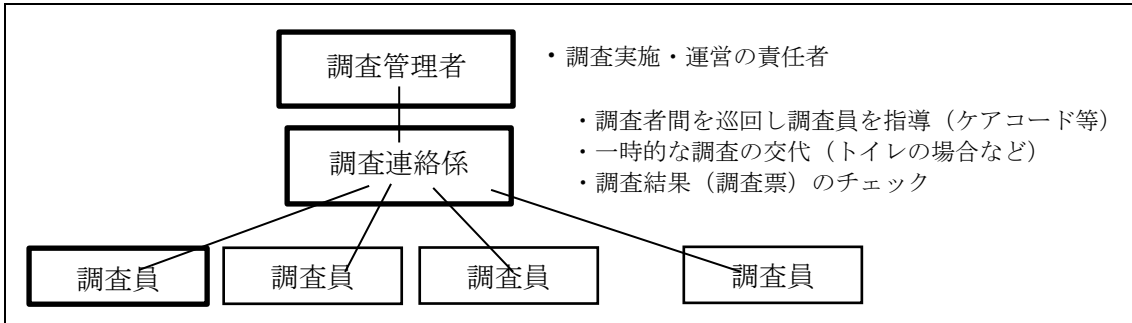 調査管理者
・調査実施・運営の責任者
調査連絡係
・調査者間を巡回し調査員を指導（ケアコード等）
・一時的な調査の交代（トイレの場合など）
・調査結果（調査票）のチェック
調査員
調査員
調査員
調査員